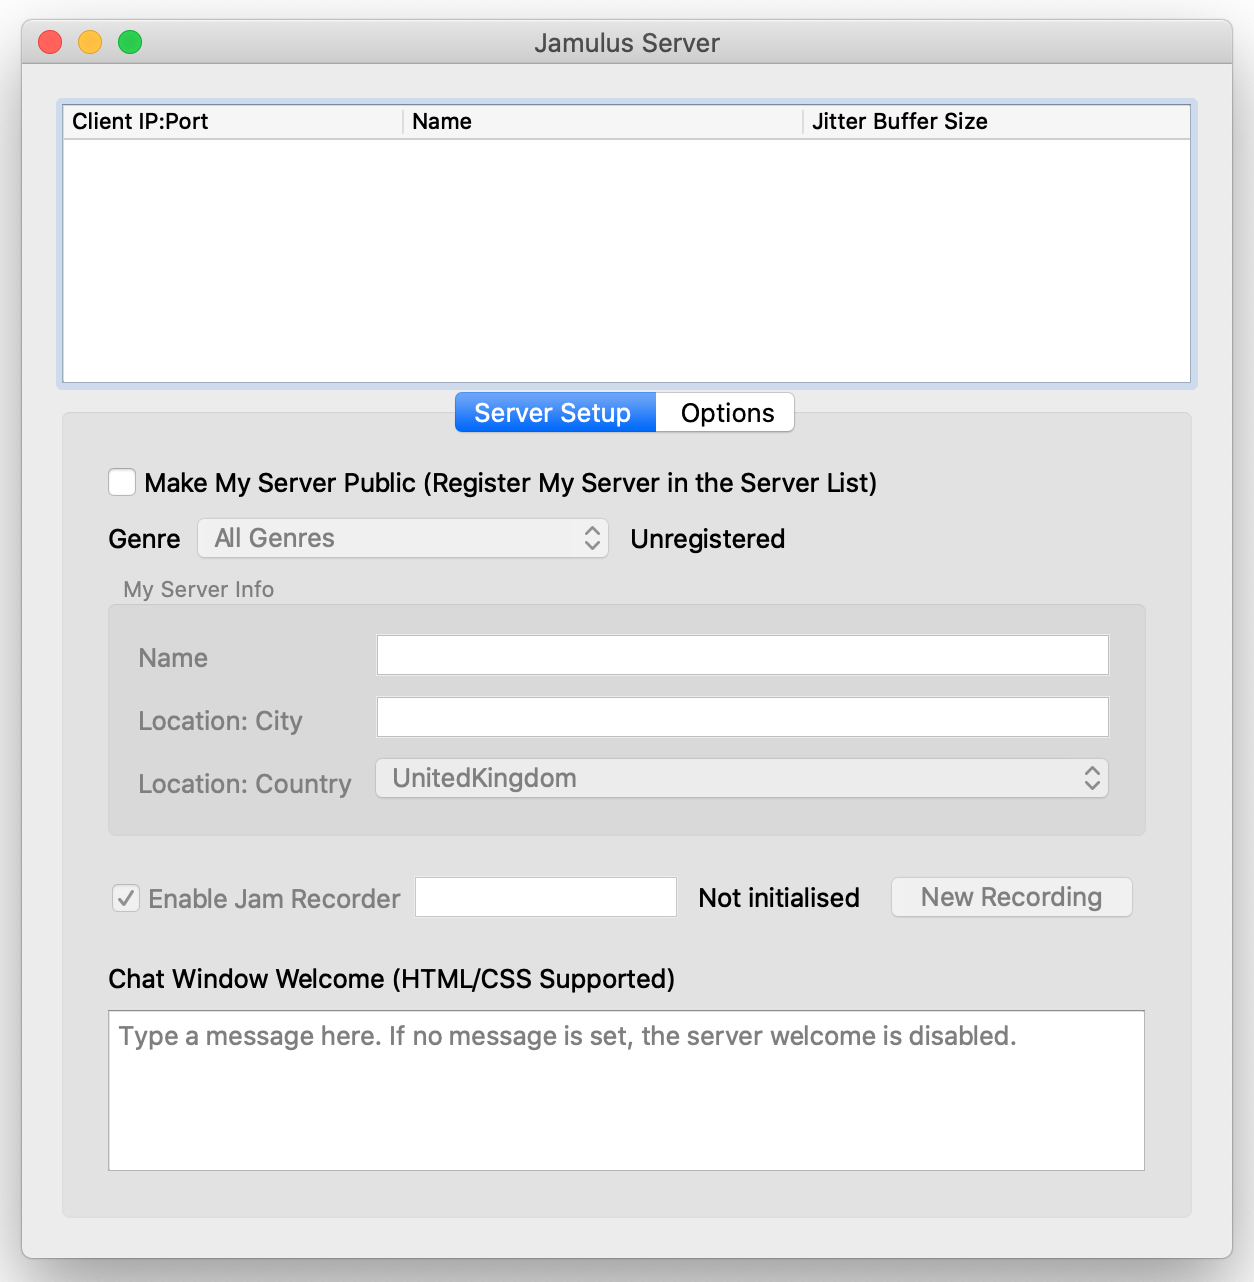 Jamulus Server
Client IP:Port Name Jitter Buffer Size
Server Setup Options
Make My Server Public (Register My Server in the Server List)
Genre All Genres Unregistered
My Server Info
Name
Location: City
Location: Country UnitedKingdom
Enable Jam Recorder Not initialised New Recording
Chat Window Welcome (HTML/CSS Supported)
Type a message here. If no message is set, the server welcome is disabled.